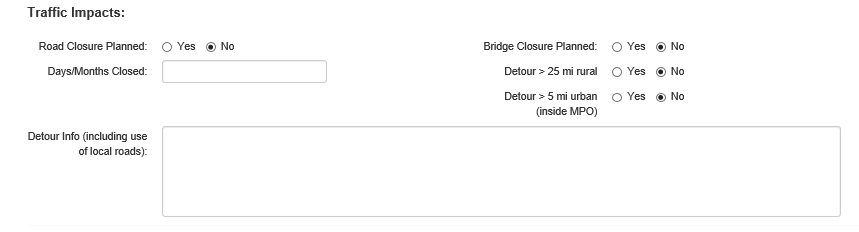 Traffic Impacts:
Road Closure Planned: Yes No
Bridge Closure Planned: Yes No
Days/Months Closed:
Detour > 25 mi rural Yes No
Detour > 5 mi urban Yes No
(inside MPO)
Detour Info (including use
of local roads):